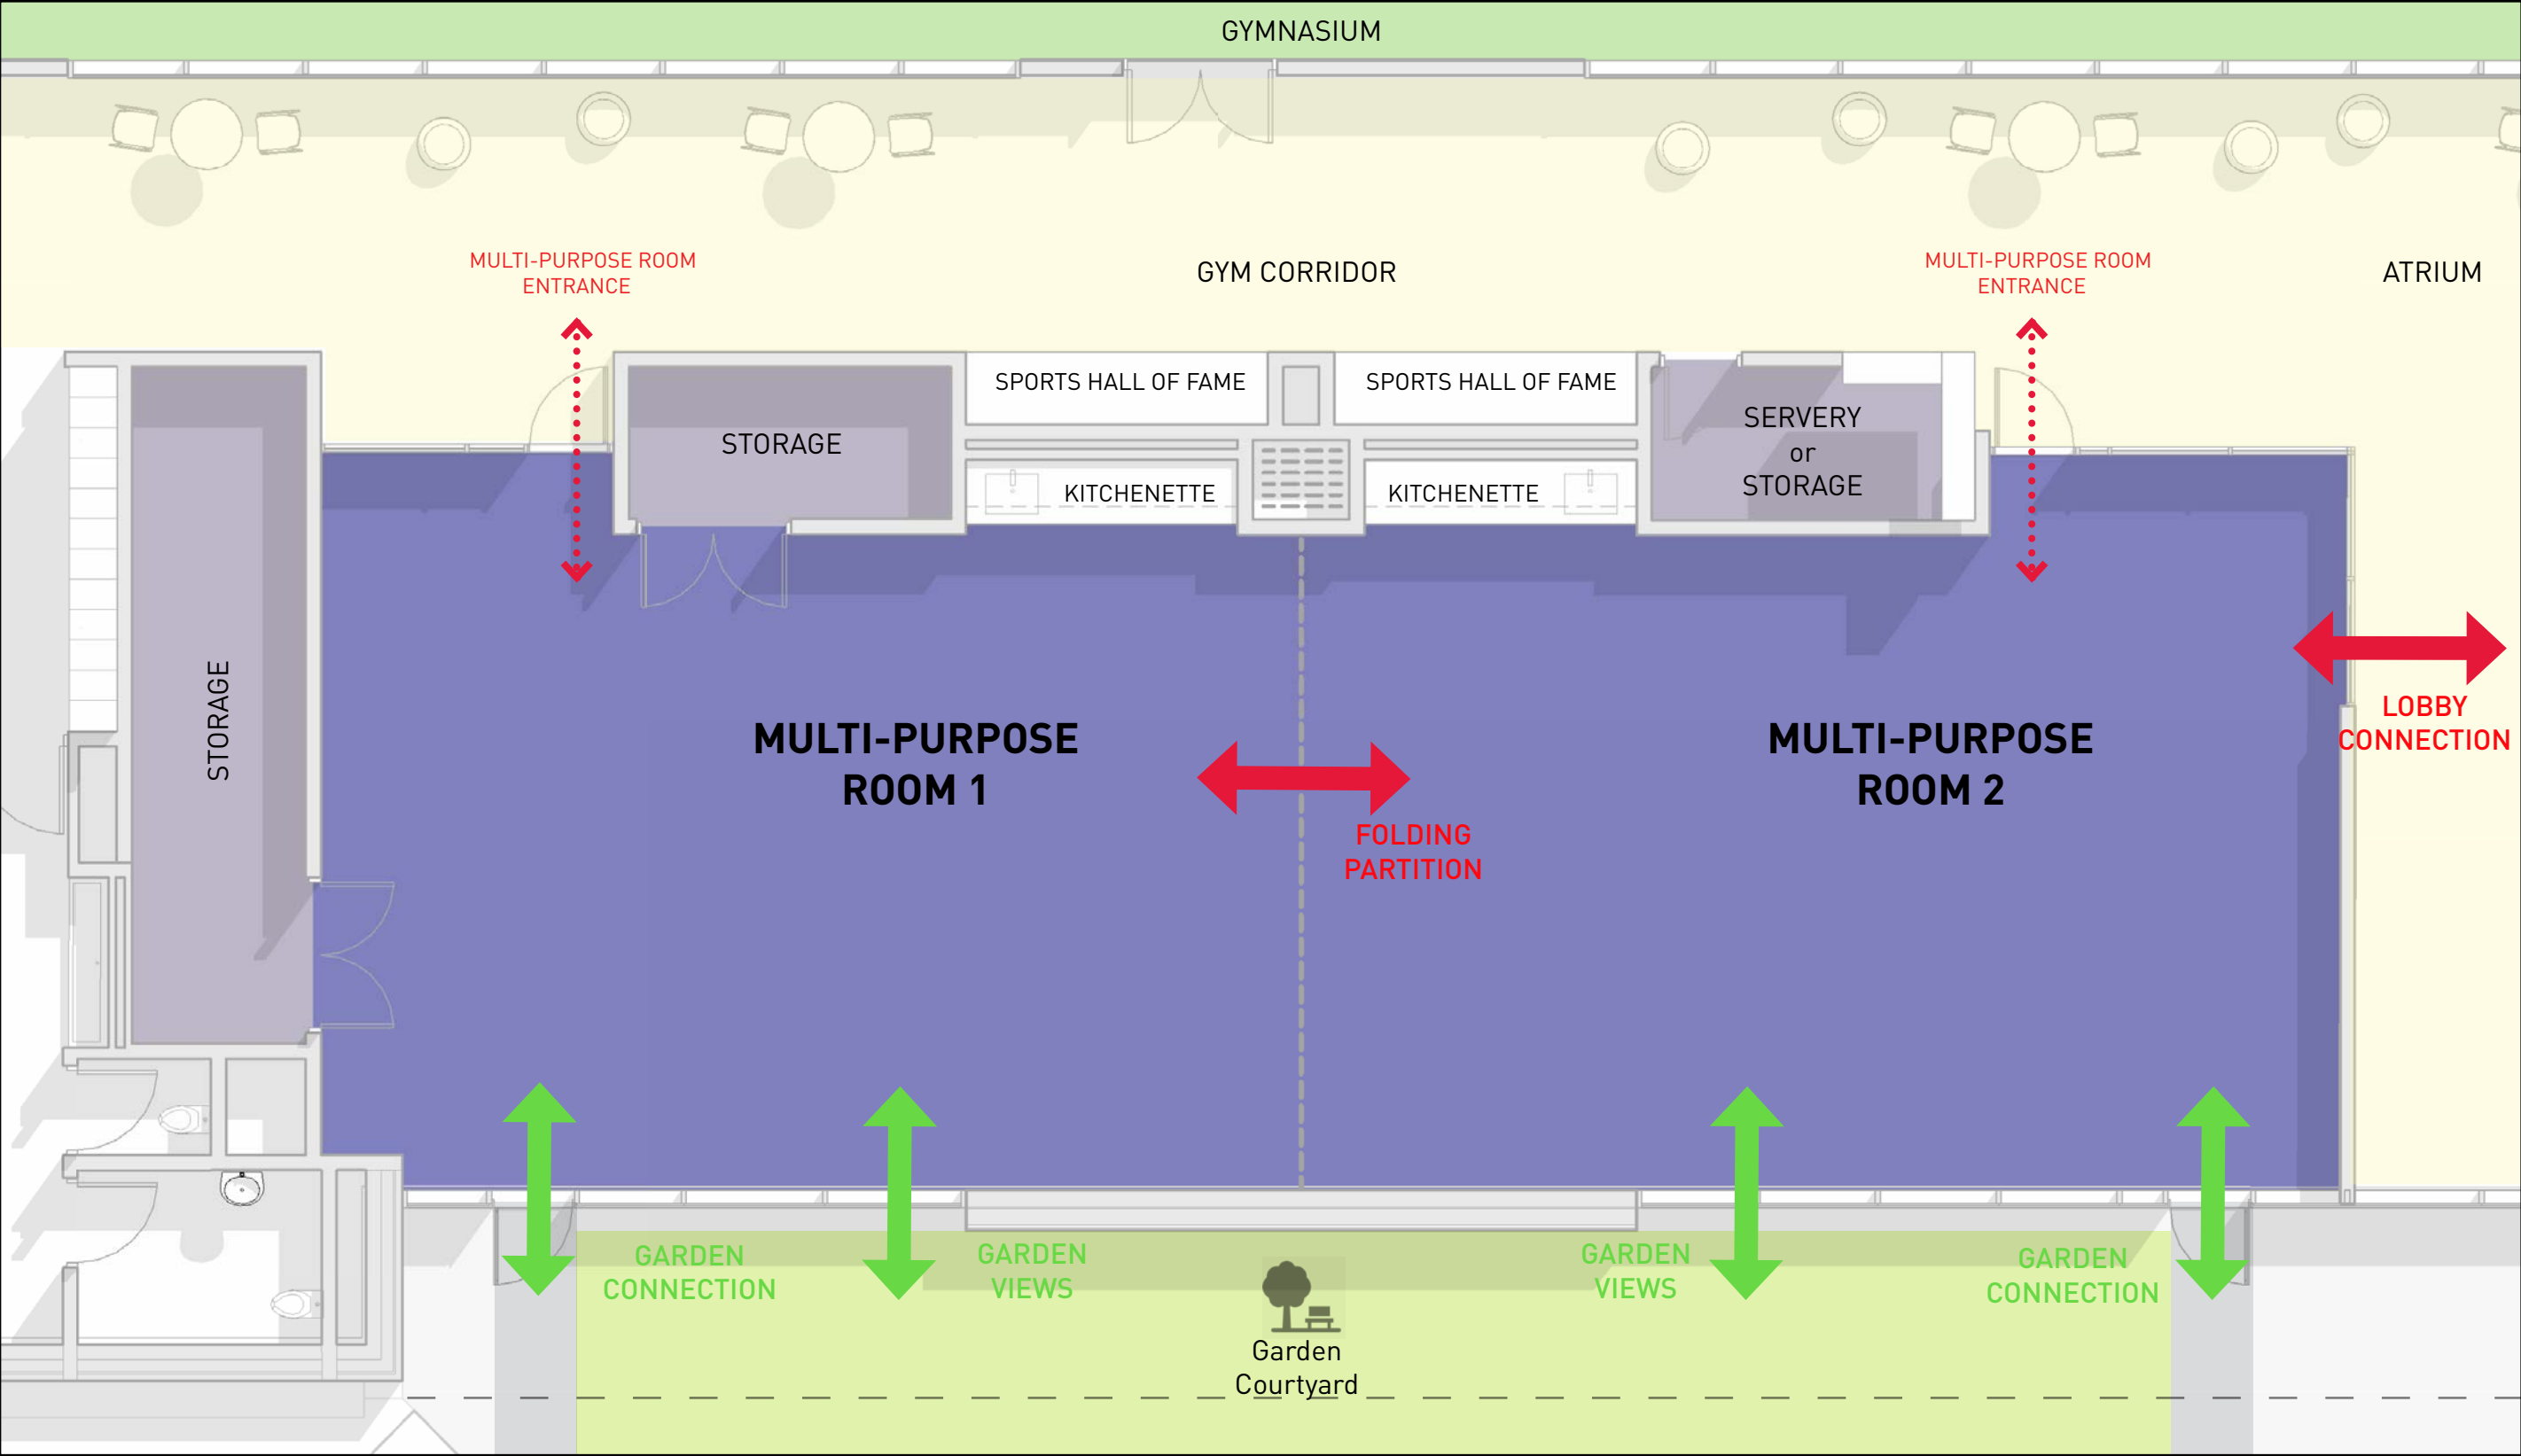 GYMNASIUM
MULTI-PURPOSE ROOM
ENTRANCE
GYM CORRIDOR
MULTI-PURPOSE ROOM
ENTRANCE
ATRIUM
SPORTS HALL OF FAME
SPORTS HALL OF FAME
STORAGE
SERVERY
or
STORAGE
KITCHENETTE
KITCHENETTE
STORAGE
MULTI-PURPOSE
ROOM 1
MULTI-PURPOSE
ROOM 2
LOBBY
CONNECTION
FOLDING
PARTITION
GARDEN
CONNECTION
GARDEN
VIEWS
GARDEN
VIEWS
GARDEN
CONNECTION
Garden
Courtyard